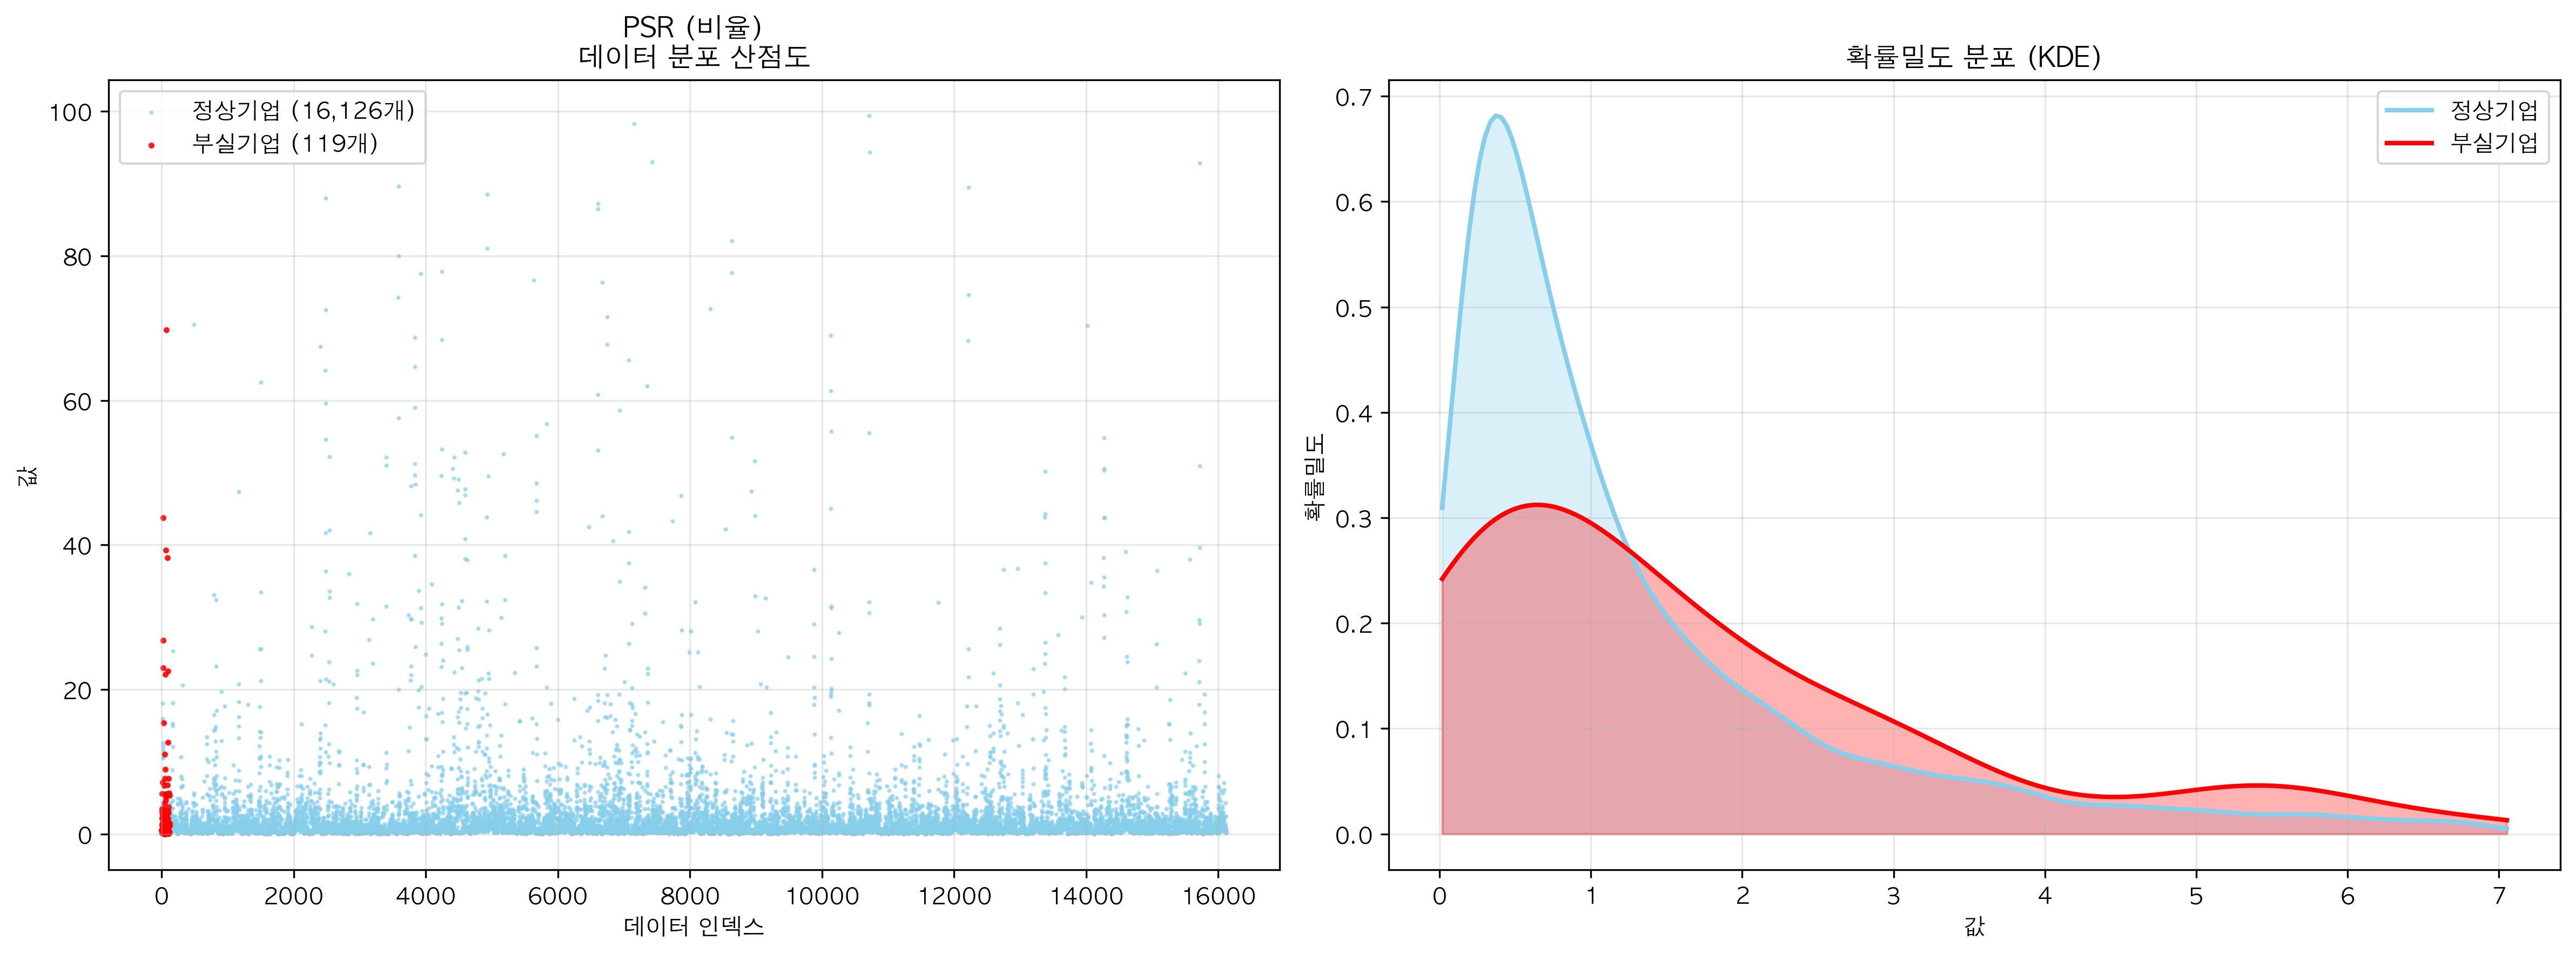 PSR (비율)
데이터 분포 산점도
정상기업 (16,126개)
부실기업 (119개)
100
80
60
40
20
0
값
0 2000 4000 6000 8000 10000 12000 14000 16000
데이터 인덱스
확률밀도 분포 (KDE)
정상기업
부실기업
0.7
0.6
0.5
0.4
0.3
0.2
0.1
0.0
확률밀도
0 1 2 3 4 5 6 7
값